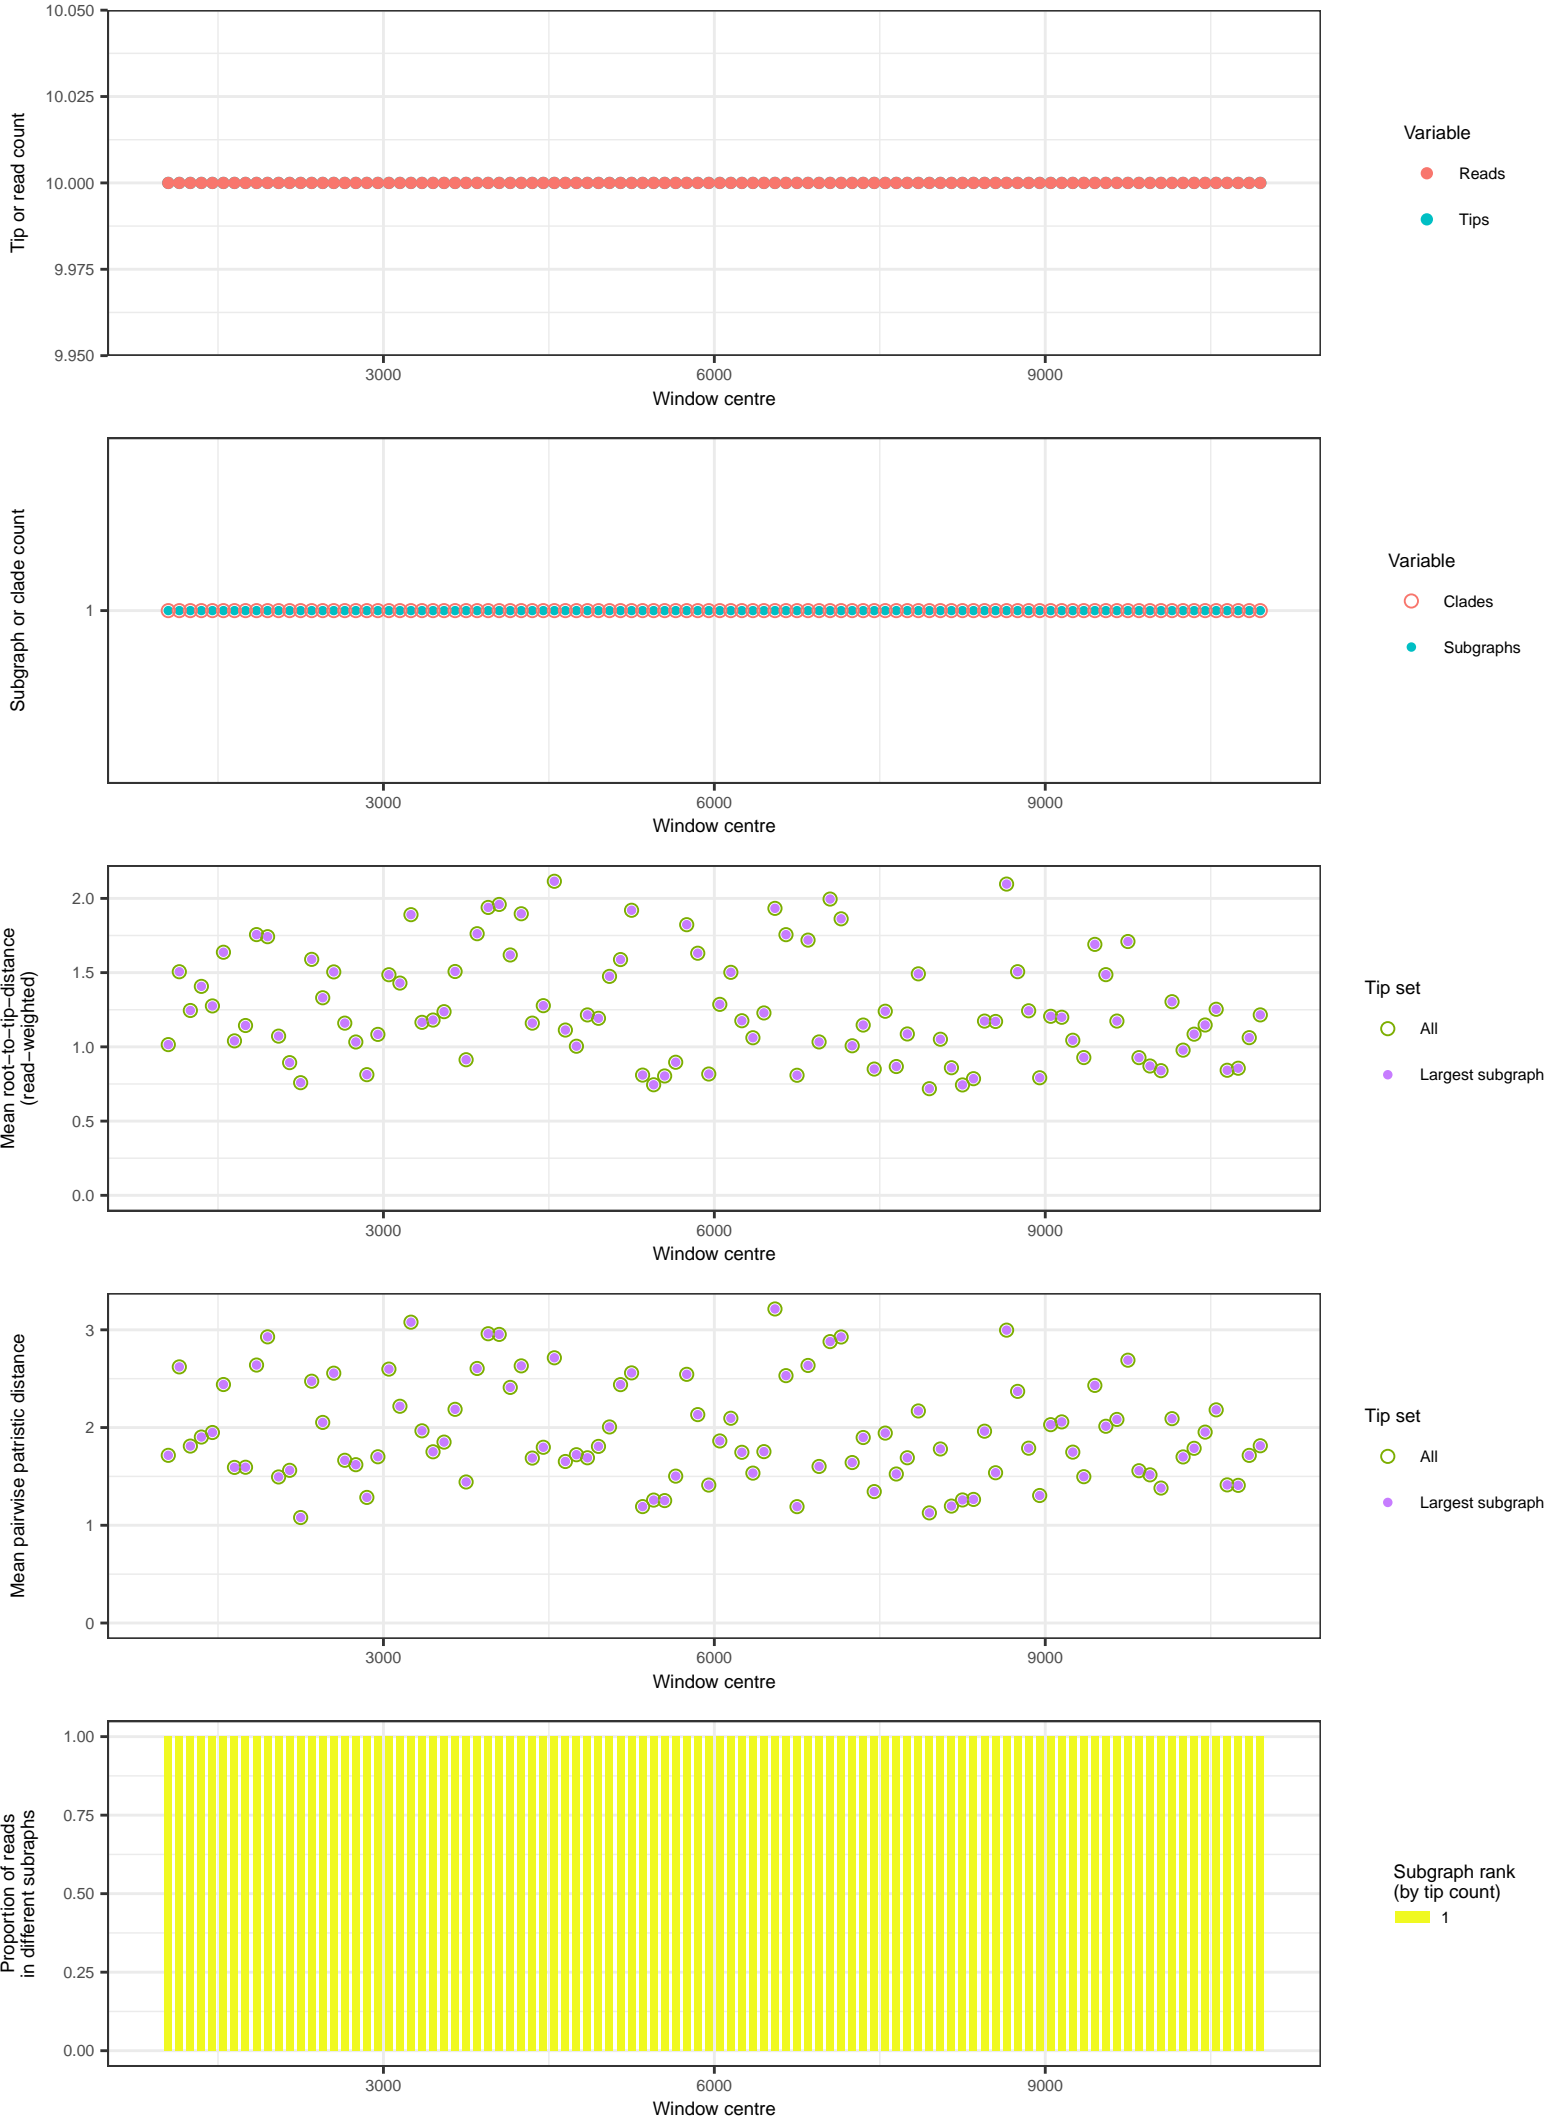 10.050
10.025
10.000
9.975
9.950
Tip or read count
3000 6000 9000
Window centre
Variable
Reads
Tips
1
Subgraph or clade count
3000 6000 9000
Window centre
Variable
Clades
Subgraphs
2.0
1.5
1.0
0.5
0.0
Mean root−to−tip−distance
(read−weighted)
3000 6000 9000
Window centre
Tip set
All
Largest subgraph
3
2
1
0
Mean pairwise patristic distance
3000 6000 9000
Window centre
Tip set
All
Largest subgraph
1.00
0.75
0.50
0.25
0.00
Proportion of reads
in different subraphs
3000 6000 9000
Window centre
Subgraph rank
(by tip count)
1